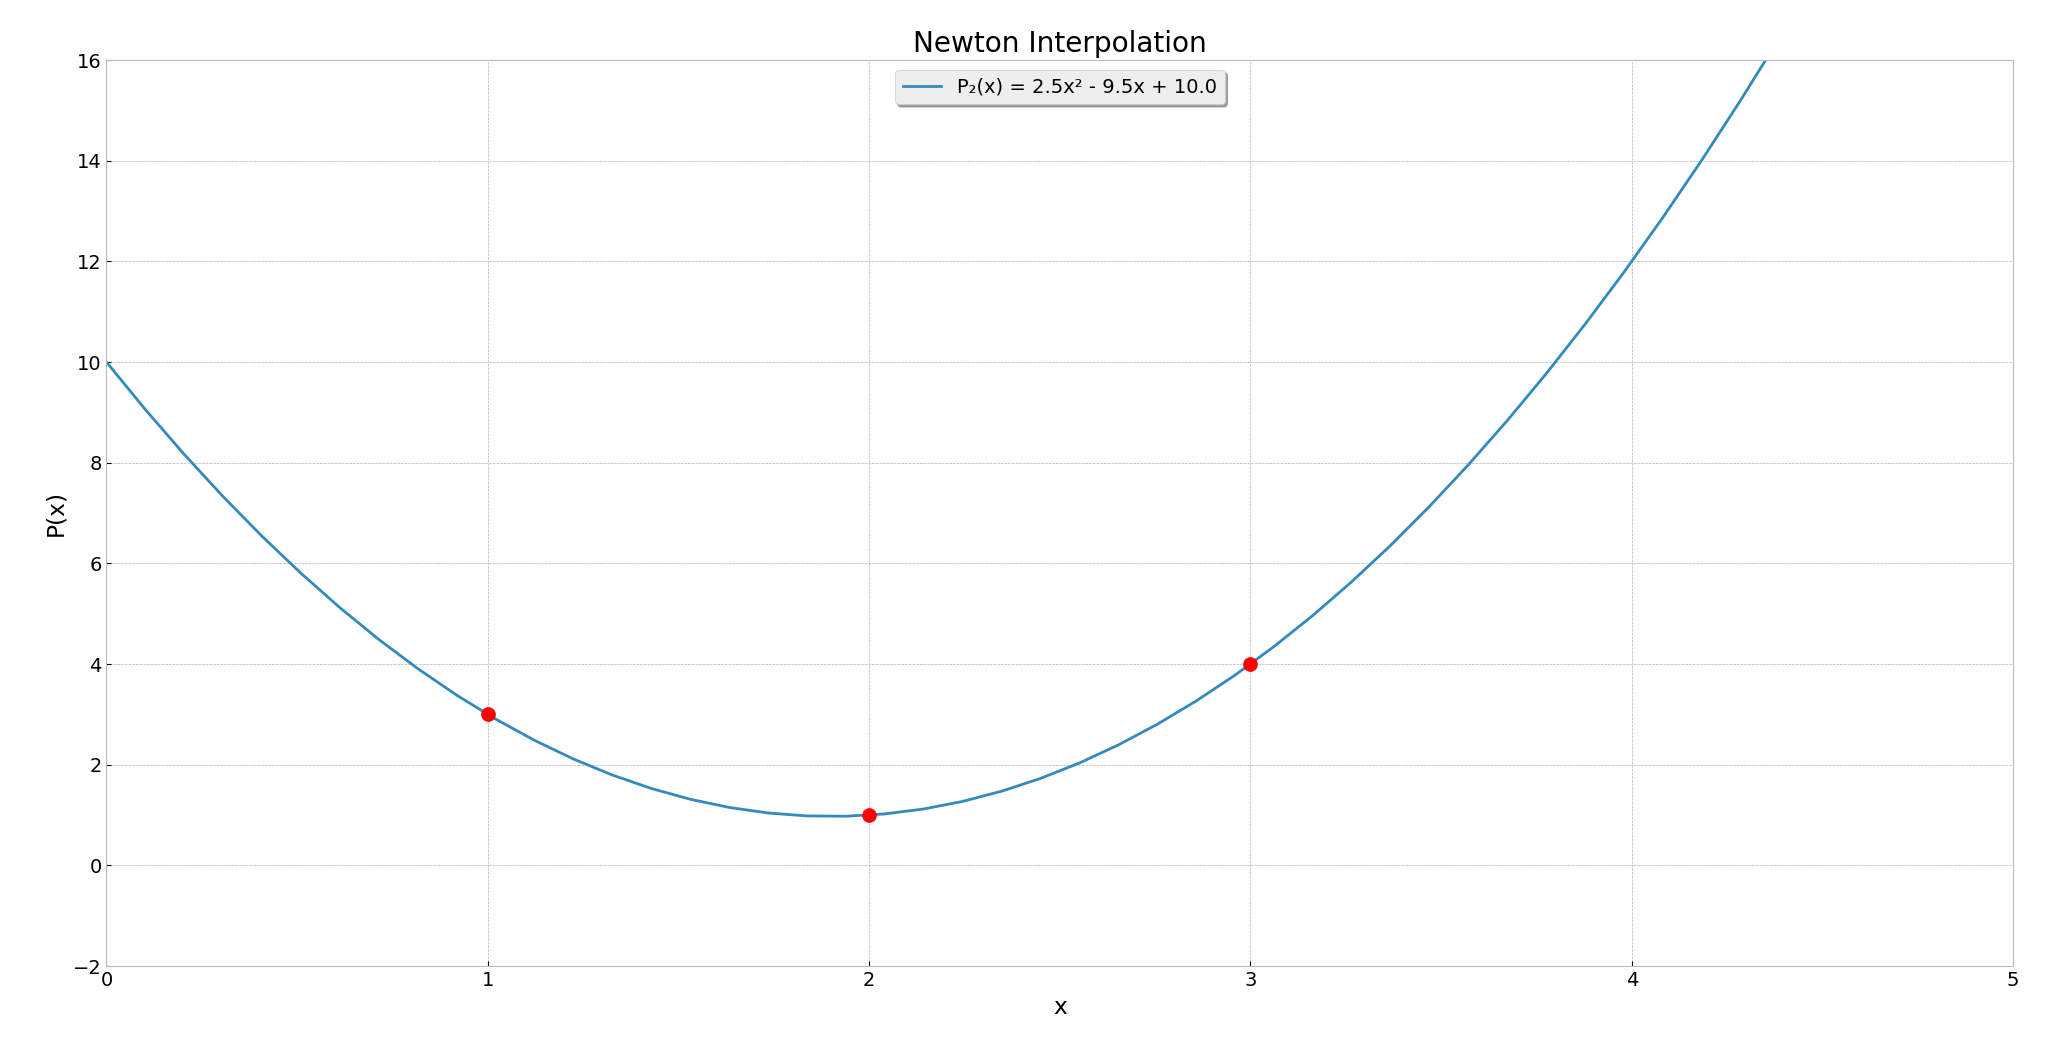 Newton Interpolation
P₂(x) = 2.5x² - 9.5x + 10.0
16
14
12
10
8
6
4
2
0
−2
P(x)
0 1 2 3 4 5
x